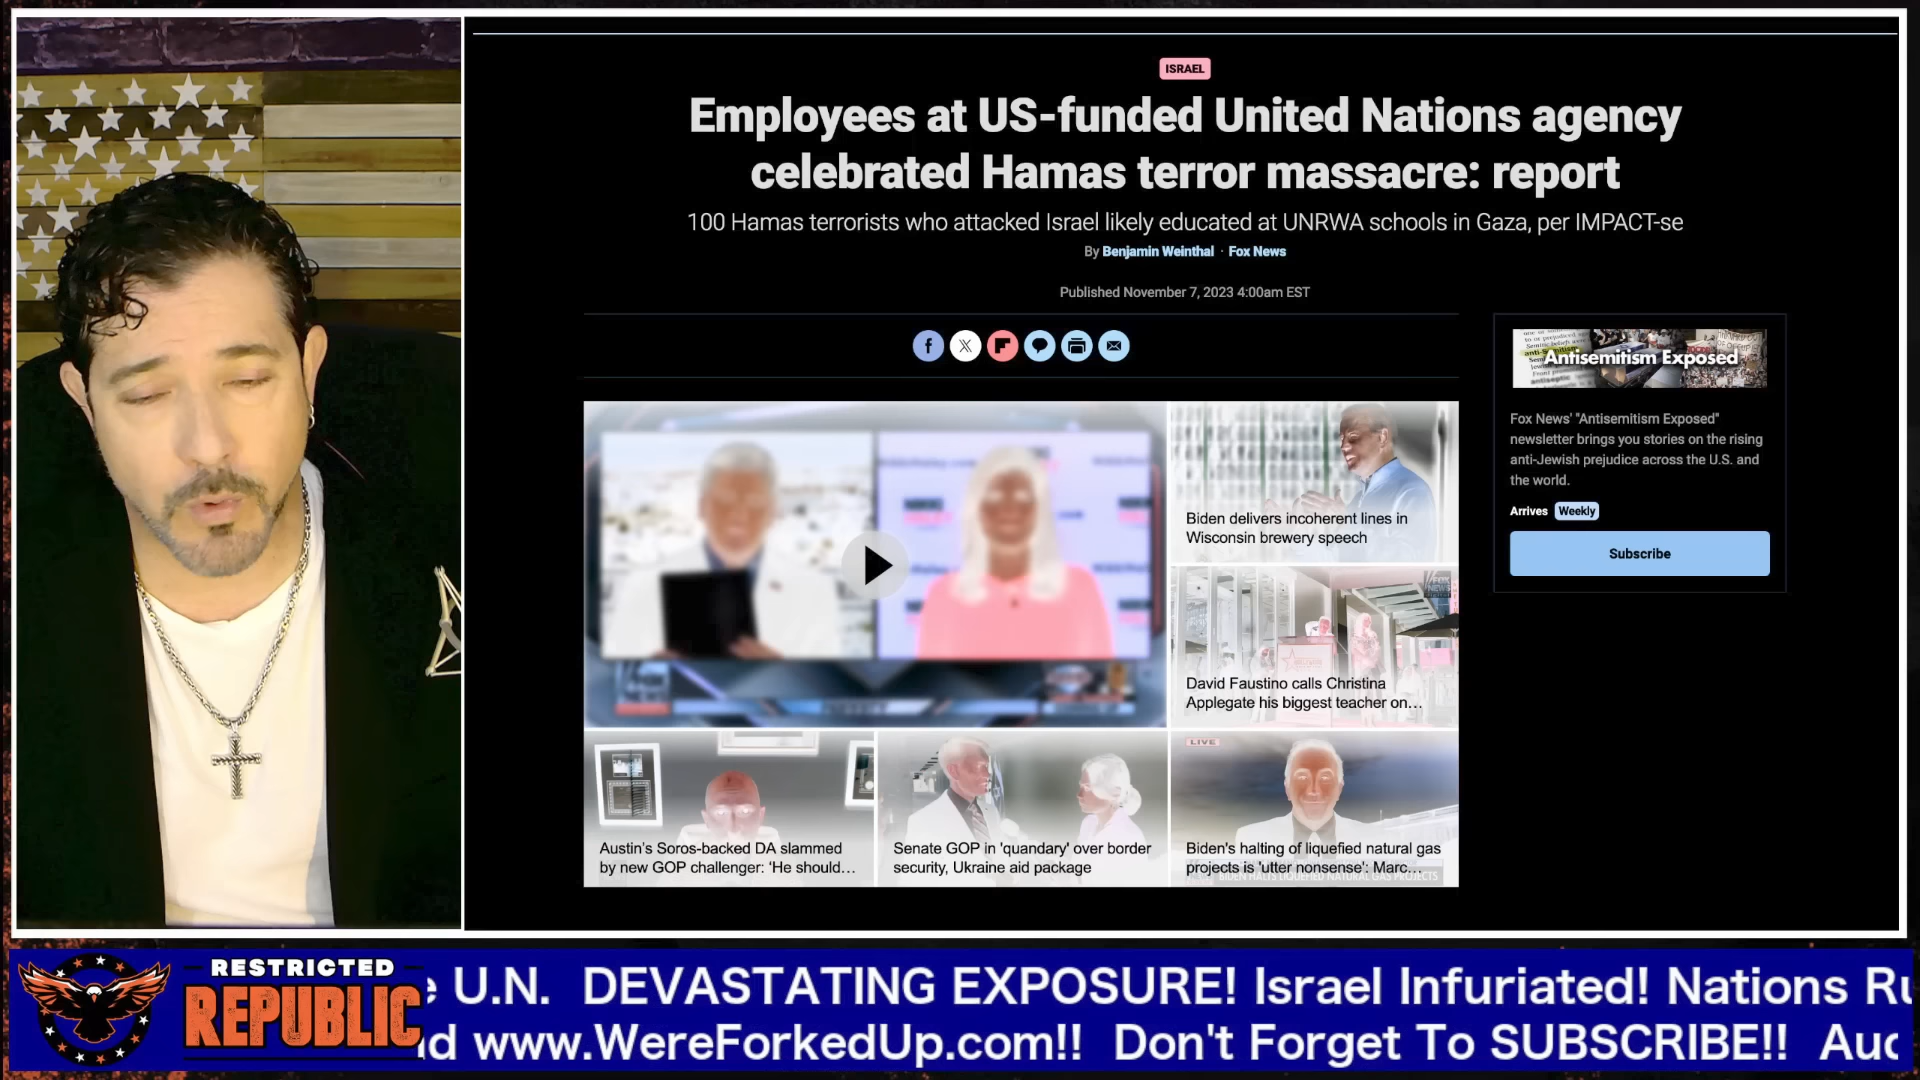 ISRAEL
Employees at US-funded United Nations agency
celebrated Hamas terror massacre: report
100 Hamas terrorists who attacked Israel likely educated at UNRWA schools in Gaza, per IMPACT-se
By Benjamin Weinthal · Fox News
Published November 7, 2023 4:00am EST
Antisemitism Exposed
Fox News' "Antisemitism Exposed"
newsletter brings you stories on the rising
anti-Jewish prejudice across the U.S. and
the world.
Arrives Weekly
Subscribe
Biden delivers incoherent lines in
Wisconsin brewery speech
David Faustino calls Christina
Applegate his biggest teacher on...
Austin's Soros-backed DA slammed
by new GOP challenger: 'He should...
Senate GOP in 'quandary' over border
security, Ukraine aid package
LIVE
Biden's halting of liquefied natural gas
projects is 'utter nonsense': Marc...
BIDEN HALTS LIQUEFIED NATURAL GAS PROJECTS
RESTRICTED
REPUBLIC
U.N. DEVASTATING EXPOSURE! Israel Infuriated! Nations
www.WereForkedUp.com!! Don't Forget To SUBSCRIBE!!